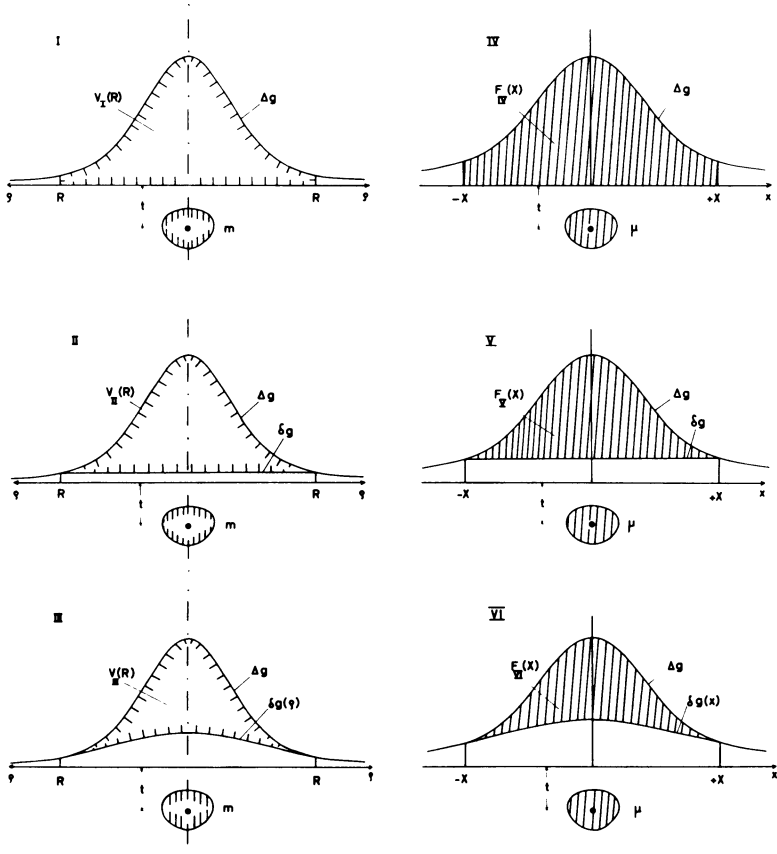 I
V_I(R)
Δg
ρ R t R ρ
m
IV
F_IV(X)
Δg
-X t +X x
μ
II
V_II(R)
Δg
δg
ρ R t R ρ
m
V
F_V(X)
Δg
δg
-X t +X x
μ
III
V_III(R)
Δg
δg(ρ)
ρ R t R ρ
m
VI
F_VI(X)
Δg
δg(x)
-X t +X x
μ